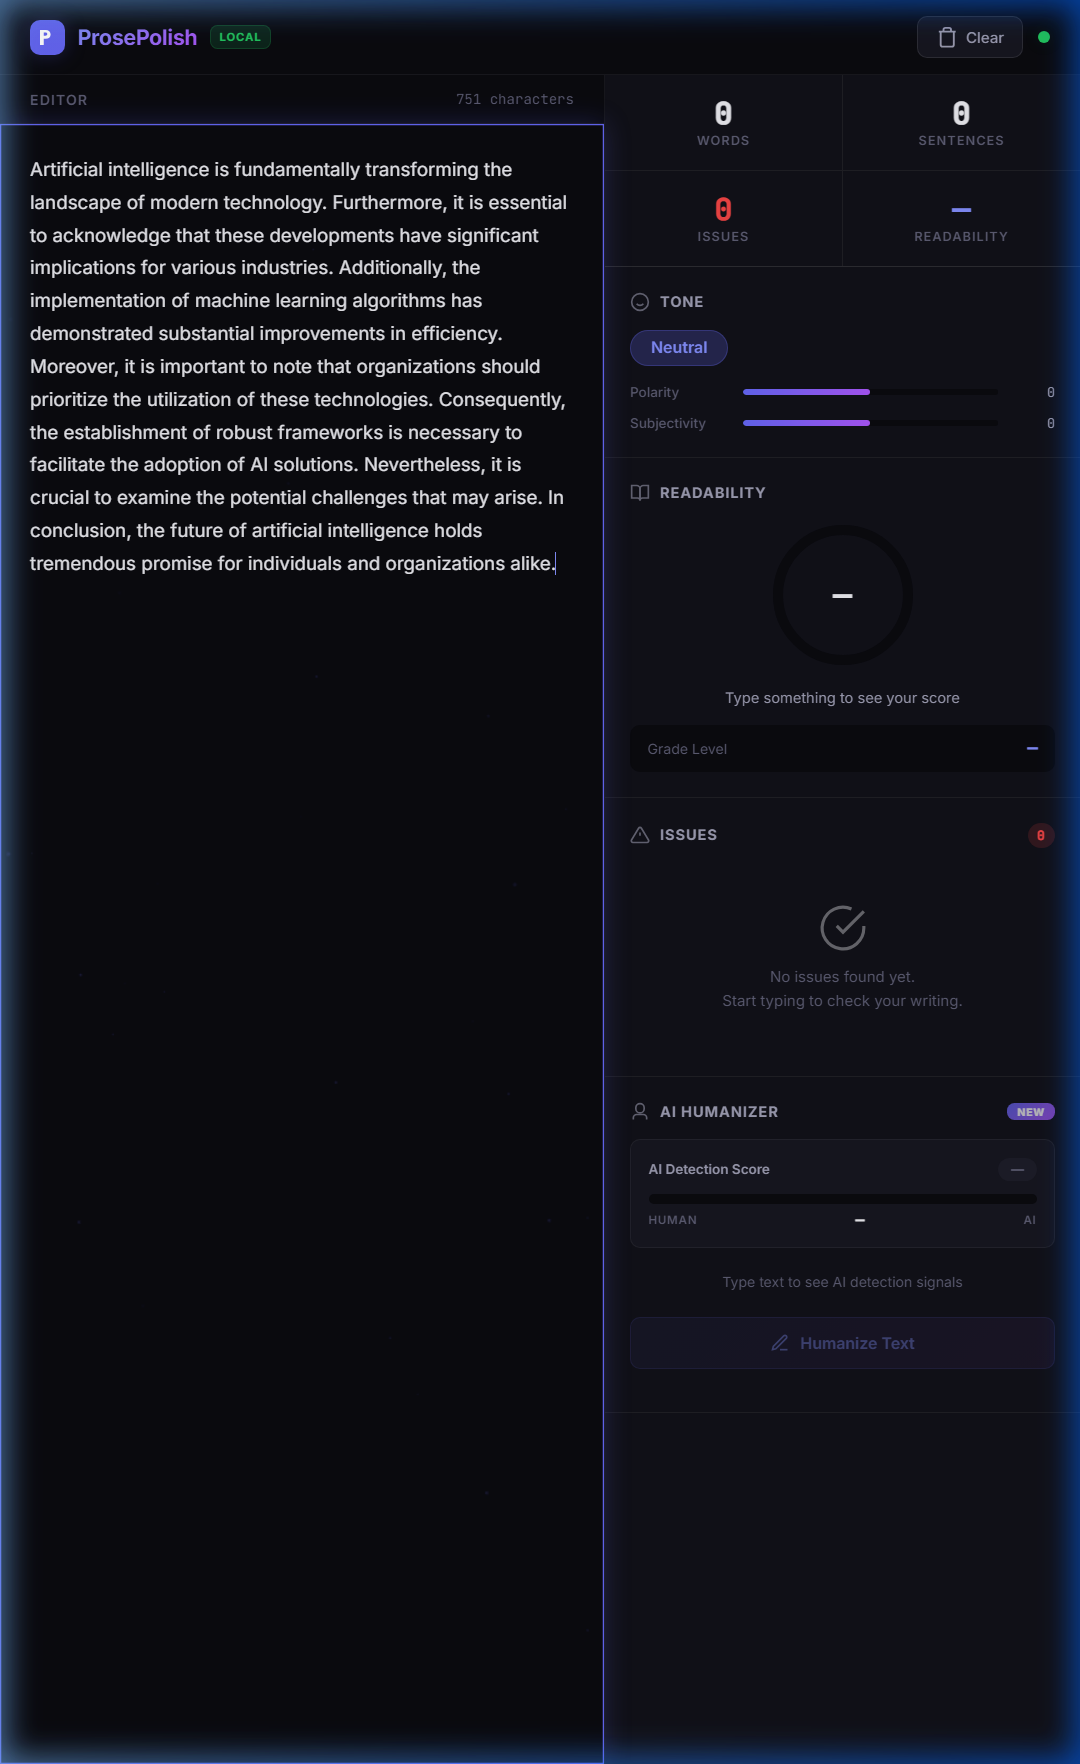 P ProsePolish LOCAL
Clear
EDITOR
751 characters
Artificial intelligence is fundamentally transforming the
landscape of modern technology. Furthermore, it is essential
to acknowledge that these developments have significant
implications for various industries. Additionally, the
implementation of machine learning algorithms has
demonstrated substantial improvements in efficiency.
Moreover, it is important to note that organizations should
prioritize the utilization of these technologies. Consequently,
the establishment of robust frameworks is necessary to
facilitate the adoption of AI solutions. Nevertheless, it is
crucial to examine the potential challenges that may arise. In
conclusion, the future of artificial intelligence holds
tremendous promise for individuals and organizations alike.
0
WORDS
0
SENTENCES
0
ISSUES
—
READABILITY
TONE
Neutral
Polarity 0
Subjectivity 0
READABILITY
—
Type something to see your score
Grade Level —
ISSUES 0
No issues found yet.
Start typing to check your writing.
AI HUMANIZER NEW
AI Detection Score —
HUMAN — AI
Type text to see AI detection signals
Humanize Text